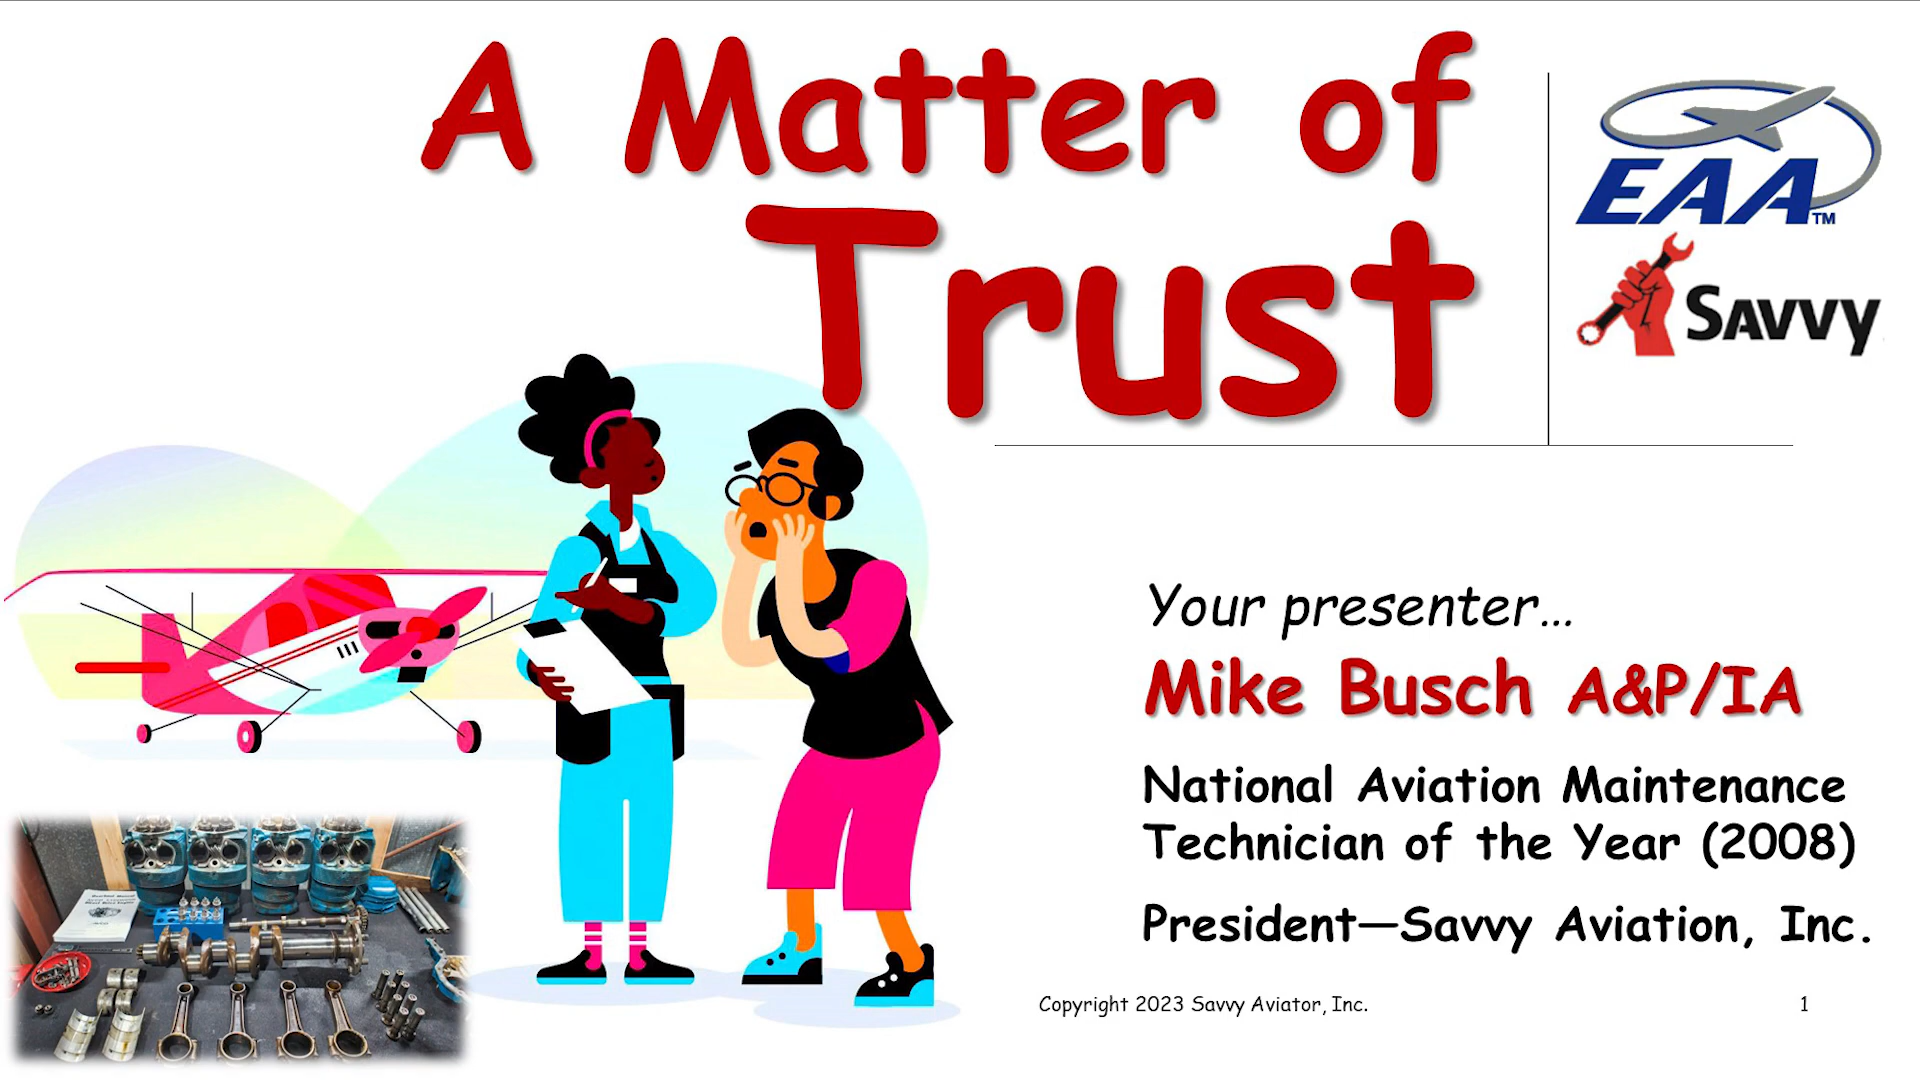 A Matter of
Trust
EAA™
SAVVY
Your presenter...
Mike Busch A&P/IA
National Aviation Maintenance
Technician of the Year (2008)
President—Savvy Aviation, Inc.
Copyright 2023 Savvy Aviator, Inc.
1